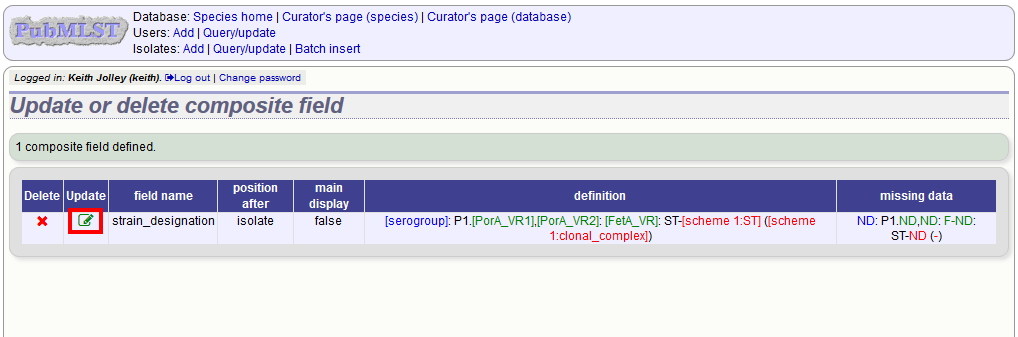 PubMLST
Database: Species home | Curator's page (species) | Curator's page (database)
Users: Add | Query/update
Isolates: Add | Query/update | Batch insert
Logged in: Keith Jolley (keith). Log out | Change password
Update or delete composite field
1 composite field defined.
Delete Update field name position after main display definition missing data
strain_designation isolate false [serogroup]: P1.[PorA_VR1],[PorA_VR2]: [FetA_VR]: ST-[scheme 1:ST] ([scheme 1:clonal_complex]) ND: P1.ND,ND: F-ND: ST-ND (-)